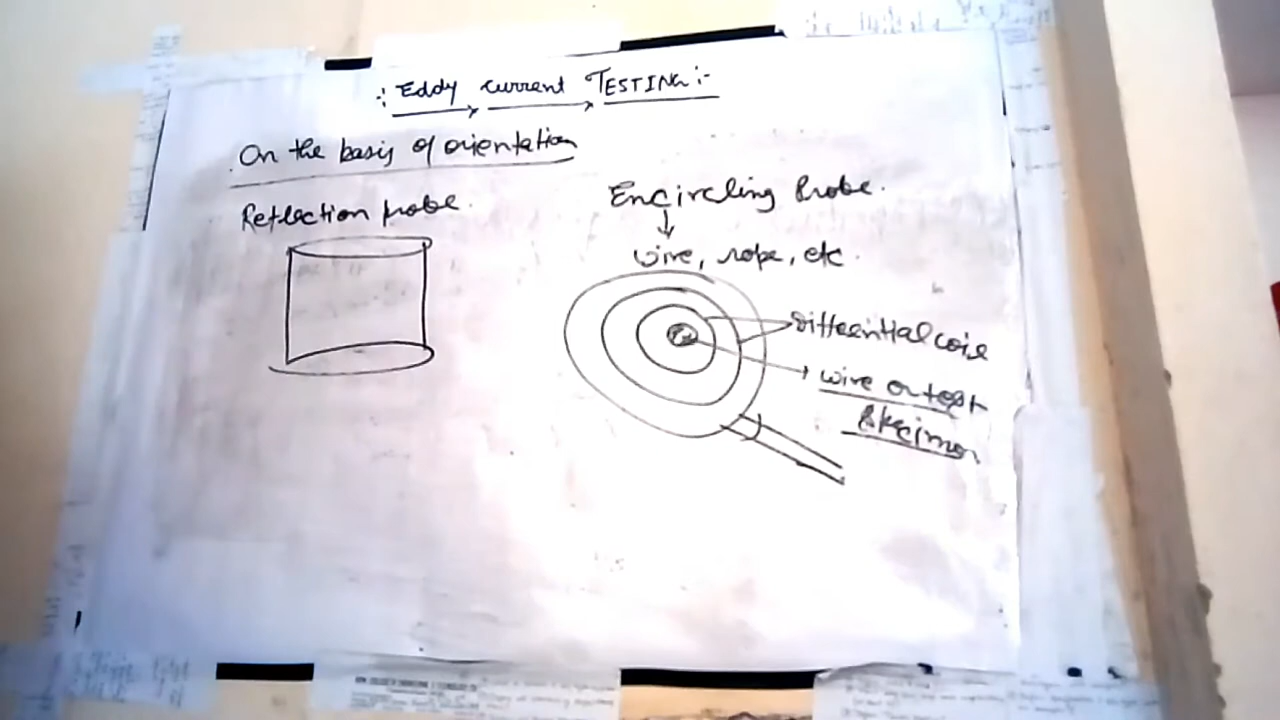 :- Eddy current TESTING :-
On the basis of orientation
Reflection probe.
Encircling Probe.
↓
wire, rope, etc.
Differential coil
wire or test
specimen